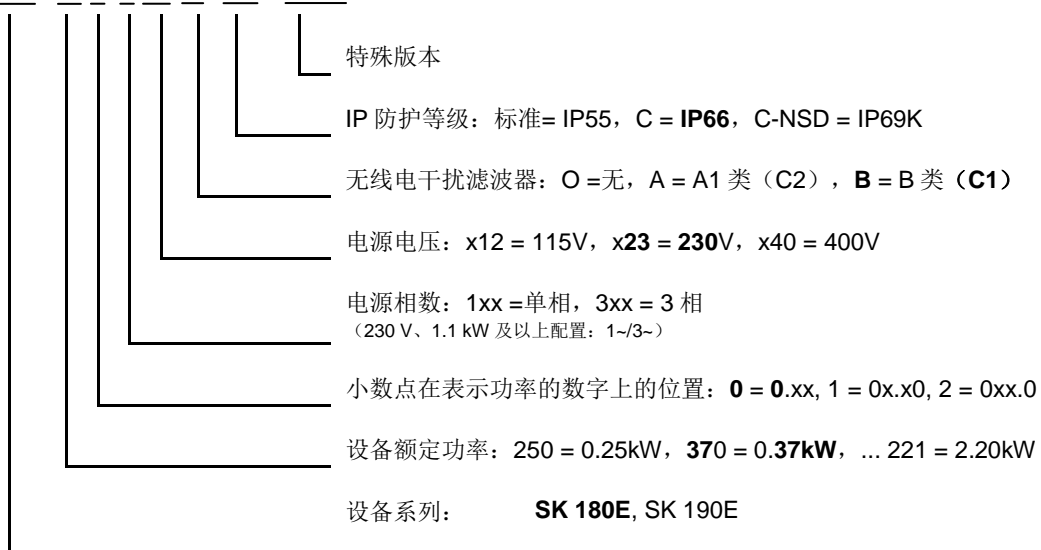 特殊版本
IP 防护等级：标准= IP55，C = IP66，C-NSD = IP69K
无线电干扰滤波器：O =无，A = A1 类（C2），B = B 类（C1）
电源电压：x12 = 115V，x23 = 230V，x40 = 400V
电源相数：1xx =单相，3xx = 3 相
（230 V、1.1 kW 及以上配置：1~/3~）
小数点在表示功率的数字上的位置：0 = 0.xx, 1 = 0x.x0, 2 = 0xx.0
设备额定功率：250 = 0.25kW，370 = 0.37kW，... 221 = 2.20kW
设备系列： SK 180E, SK 190E